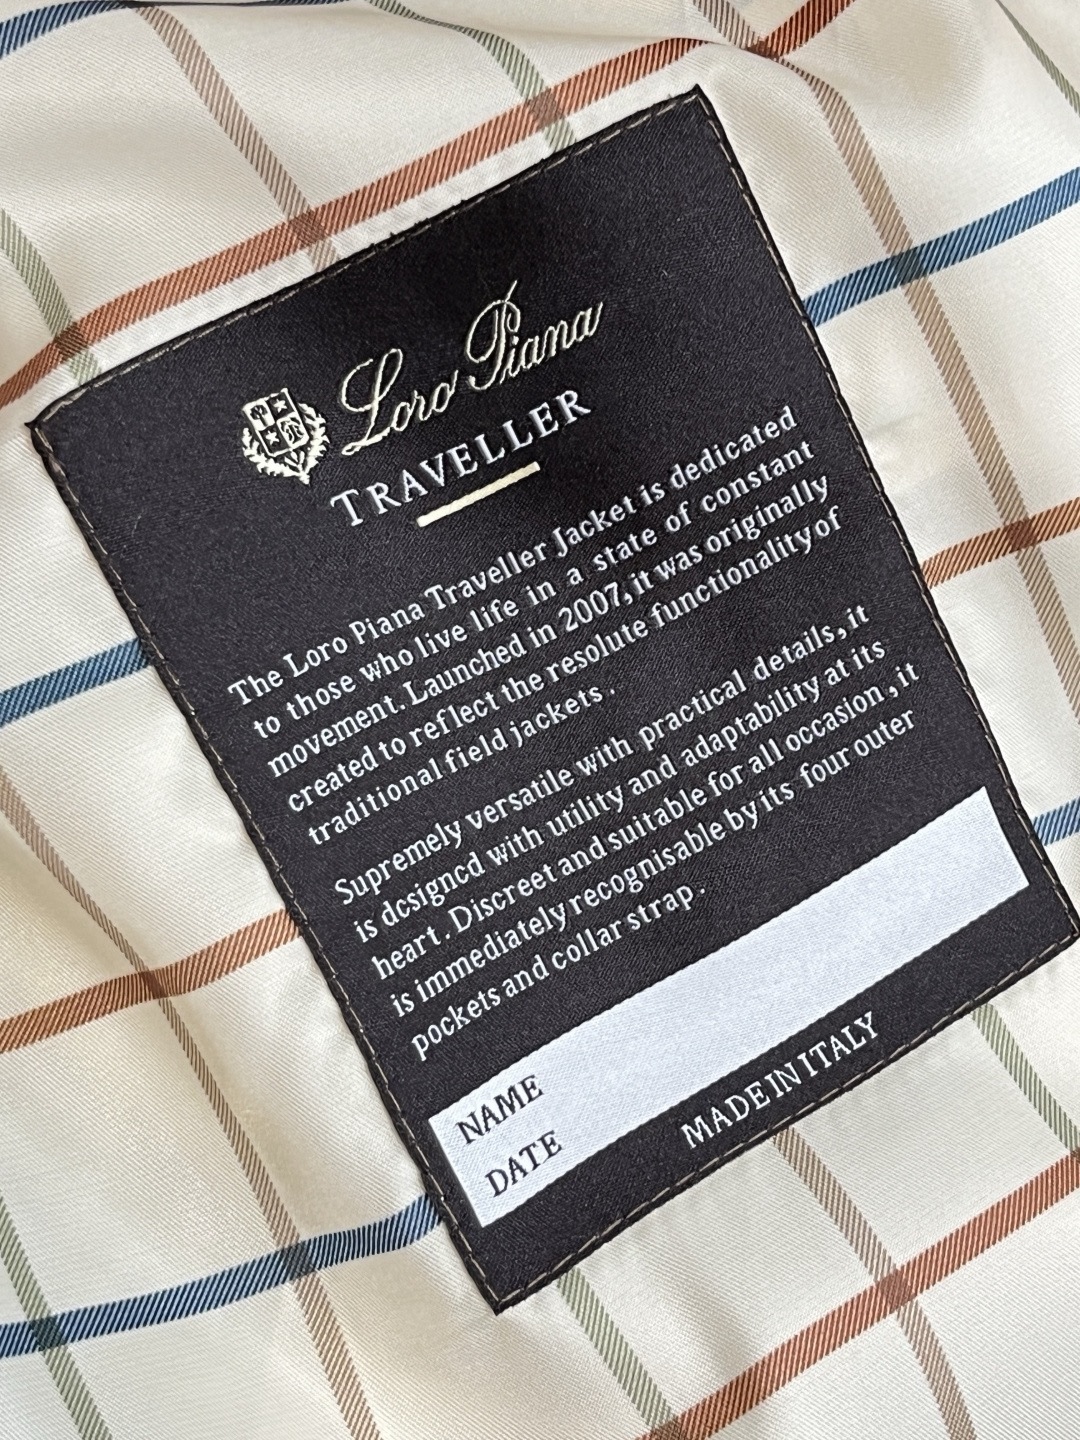 Loro Piana
TRAVELLER
The Loro Piana Traveller Jacket is dedicated
to those who live life in a state of constant
movement. Launched in 2007, it was originally
created to reflect the resolute functionality of
traditional field jackets .
Supremely versatile with practical details, it
is dcsigncd with utility and adaptability at its
heart . Discreet and suitable for all occasion , it
is immediately recognisable by its four outer
pockets and collar strap .
NAME
DATE
MADE IN ITALY